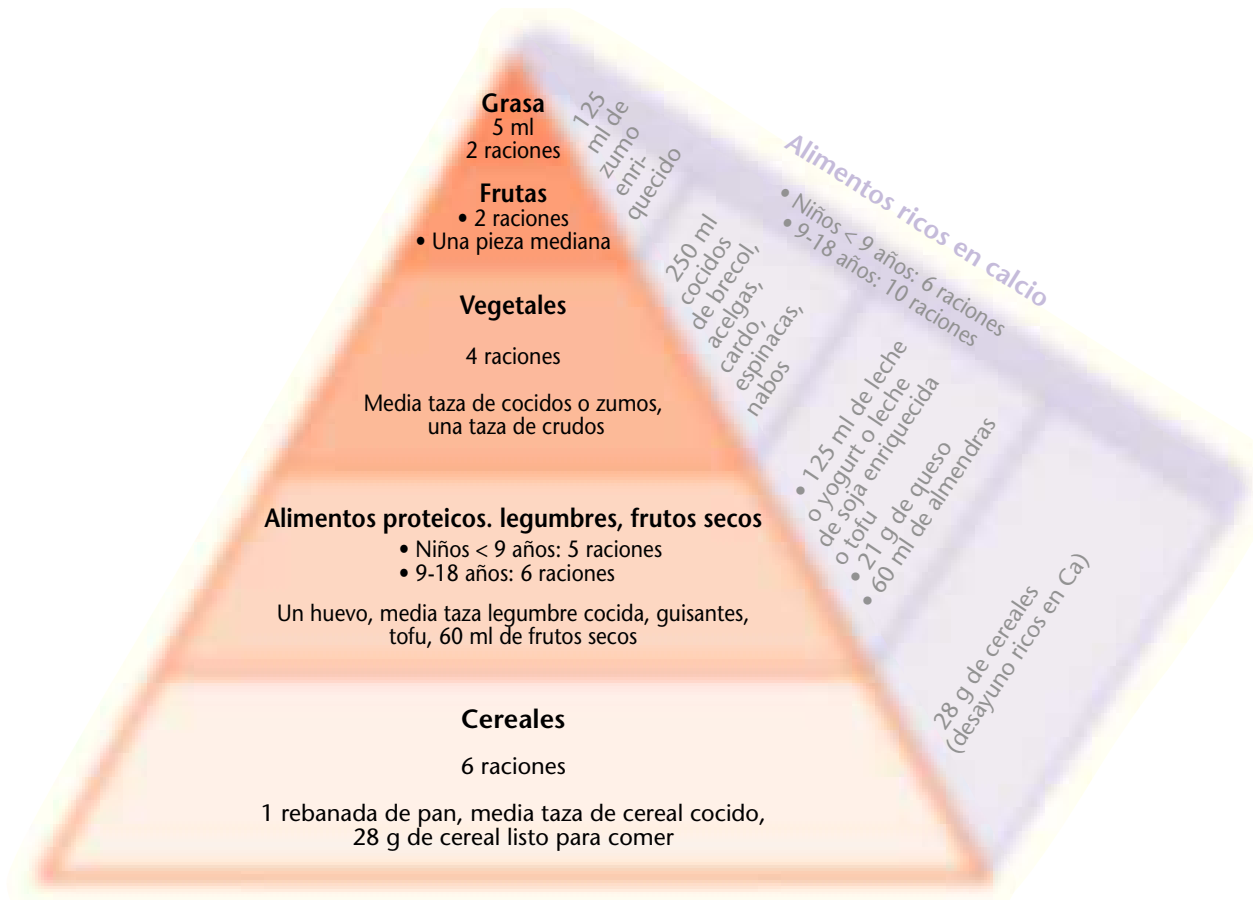 Grasa
5 ml
2 raciones
Frutas
• 2 raciones
• Una pieza mediana
Vegetales
4 raciones
Media taza de cocidos o zumos,
una taza de crudos
Alimentos proteicos. legumbres, frutos secos
• Niños < 9 años: 5 raciones
• 9-18 años: 6 raciones
Un huevo, media taza legumbre cocida, guisantes,
tofu, 60 ml de frutos secos
Cereales
6 raciones
1 rebanada de pan, media taza de cereal cocido,
28 g de cereal listo para comer
Alimentos ricos en calcio
• Niños < 9 años: 6 raciones
• 9-18 años: 10 raciones
125
ml de
zumo
enri-
quecido
250 ml
cocidos
de brecol,
acelgas,
cardo,
espinacas,
nabos
• 125 ml de leche
o yogurt o leche
de soja enriquecida
o tofu
• 21 g de queso
• 60 ml de almendras
28 g de cereales
(desayuno ricos en Ca)